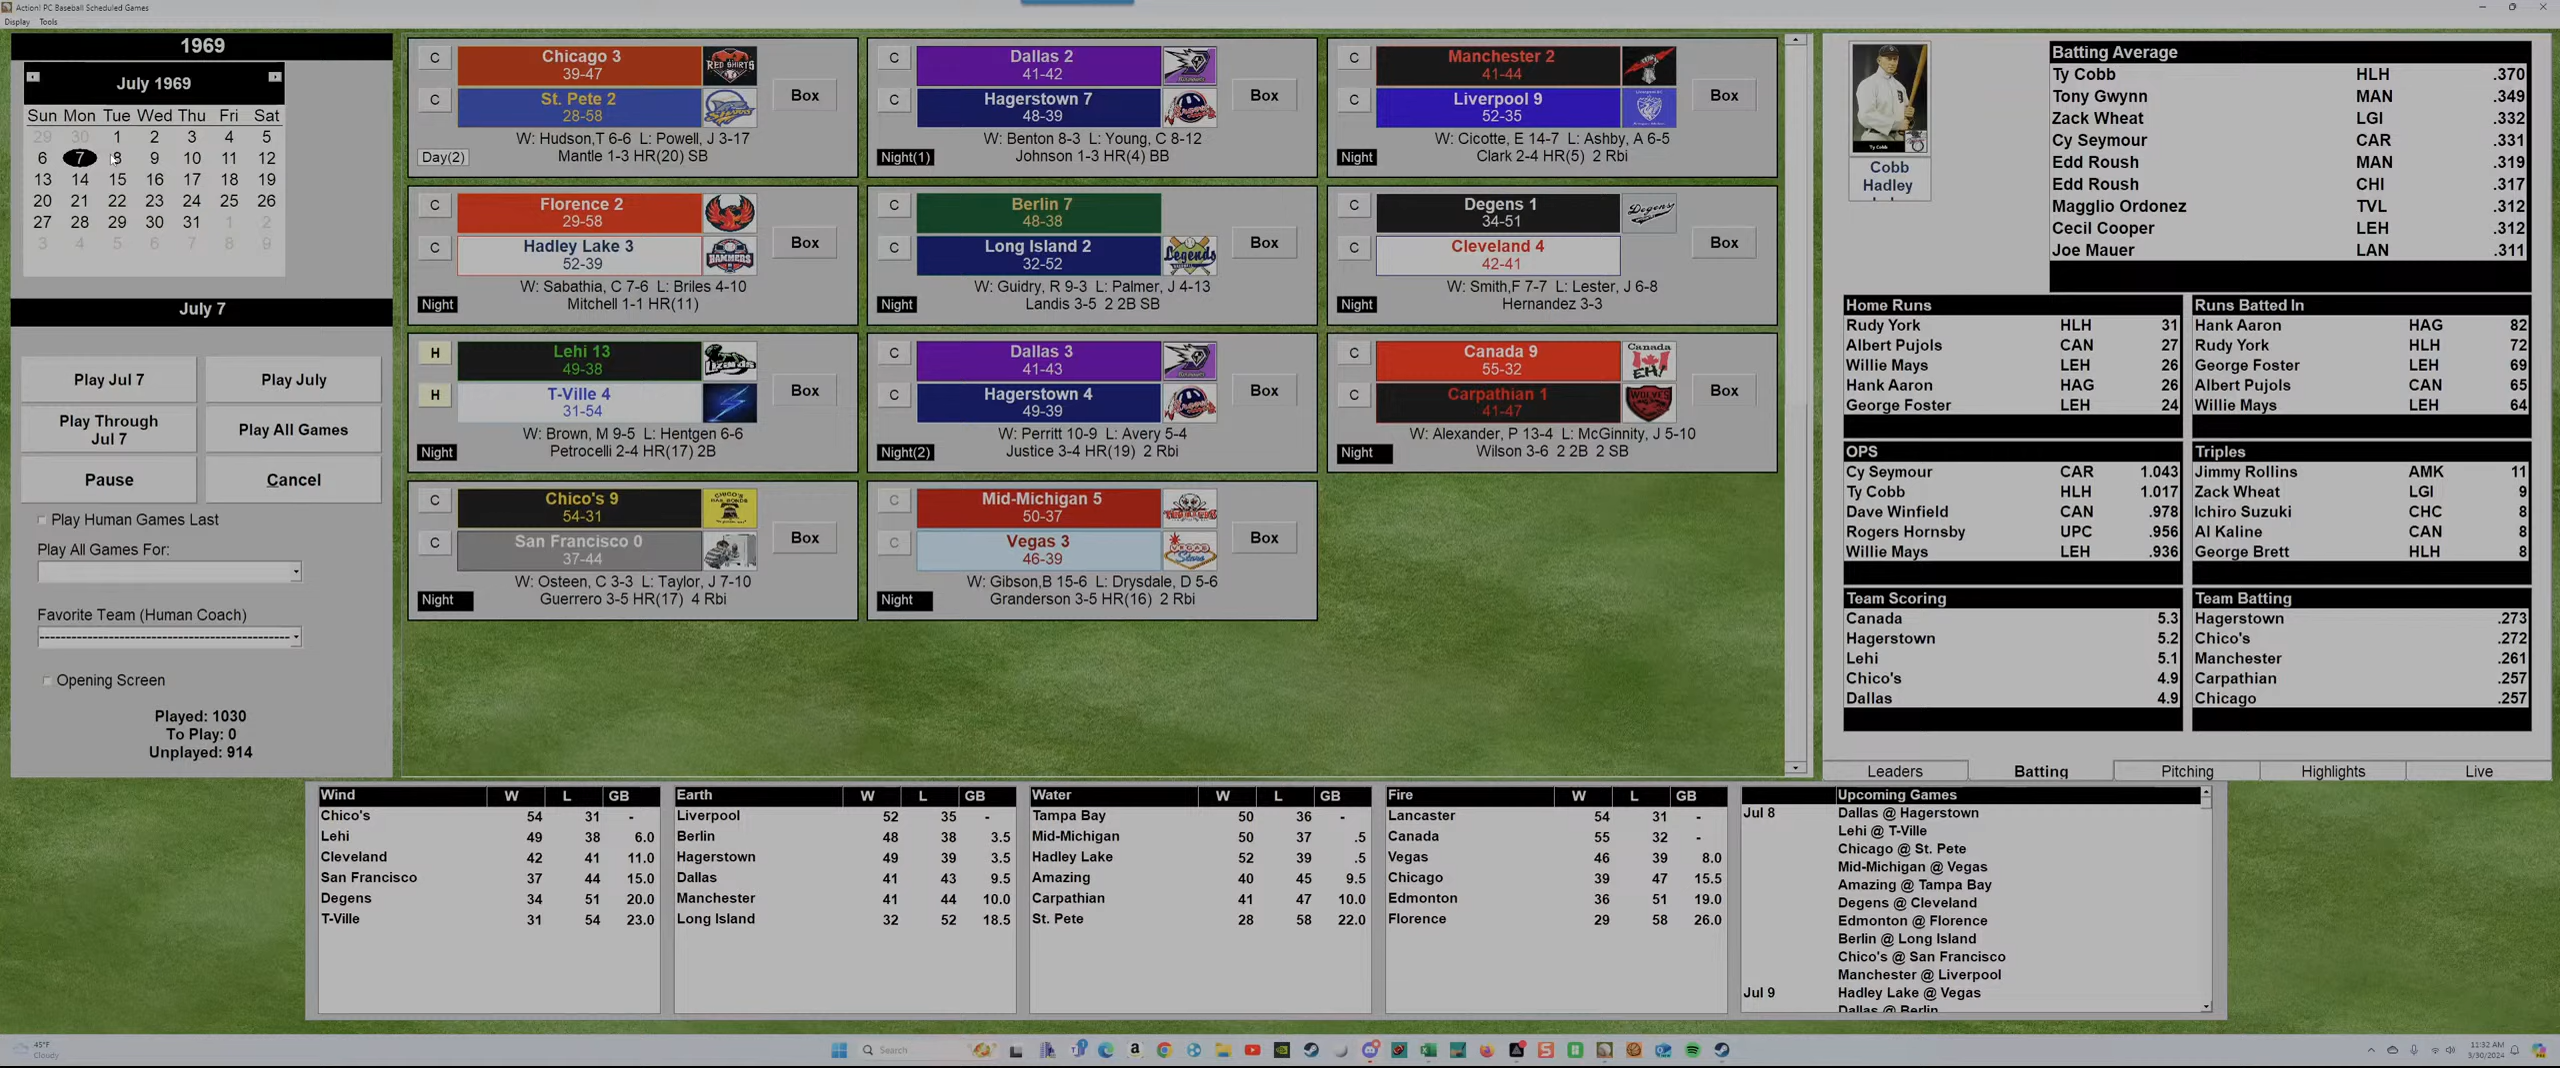 Action! PC Baseball Scheduled Games
Display Tools
1969
July 1969
Sun Mon Tue Wed Thu Fri Sat
29 30 1 2 3 4 5
6 7 8 9 10 11 12
13 14 15 16 17 18 19
20 21 22 23 24 25 26
27 28 29 30 31 1 2
3 4 5 6 7 8 9
July 7
Play Jul 7
Play July
Play Through Jul 7
Play All Games
Pause
Cancel
Play Human Games Last
Play All Games For:
Favorite Team (Human Coach)
Opening Screen
Played: 1030
To Play: 0
Unplayed: 914
C Chicago 3
39-47
RED SHIRTS
C St. Pete 2
28-58
Box
W: Hudson,T 6-6 L: Powell, J 3-17
Day(2) Mantle 1-3 HR(20) SB
C Dallas 2
41-42
C Hagerstown 7
48-39
Box
W: Benton 8-3 L: Young, C 8-12
Night(1) Johnson 1-3 HR(4) BB
C Manchester 2
41-44
C Liverpool 9
52-35
Box
W: Cicotte, E 14-7 L: Ashby, A 6-5
Night Clark 2-4 HR(5) 2 Rbi
C Florence 2
29-58
C Hadley Lake 3
52-39
HAMMERS
Box
W: Sabathia, C 7-6 L: Briles 4-10
Night Mitchell 1-1 HR(11)
C Berlin 7
48-38
C Long Island 2
32-52
Legends
Box
W: Guidry, R 9-3 L: Palmer, J 4-13
Night Landis 3-5 2 2B SB
C Degens 1
34-51
Degens
C Cleveland 4
42-41
Box
W: Smith,F 7-7 L: Lester, J 6-8
Night Hernandez 3-3
H Lehi 13
49-38
H T-Ville 4
31-54
Box
W: Brown, M 9-5 L: Hentgen 6-6
Night Petrocelli 2-4 HR(17) 2B
C Dallas 3
41-43
C Hagerstown 4
49-39
Box
W: Perritt 10-9 L: Avery 5-4
Night(2) Justice 3-4 HR(19) 2 Rbi
C Canada 9
55-32
Canada EH!
C Carpathian 1
41-47
WOLVES
Box
W: Alexander, P 13-4 L: McGinnity, J 5-10
Night Wilson 3-6 2 2B 2 SB
C Chico's 9
54-31
CHICO'S BAIL BONDS
C San Francisco 0
37-44
Box
W: Osteen, C 3-3 L: Taylor, J 7-10
Night Guerrero 3-5 HR(17) 4 Rbi
C Mid-Michigan 5
50-37
C Vegas 3
46-39
VEGAS Stars
Box
W: Gibson,B 15-6 L: Drysdale, D 5-6
Night Granderson 3-5 HR(16) 2 Rbi
Ty Cobb
Cobb
Hadley
Batting Average
Ty Cobb HLH .370
Tony Gwynn MAN .349
Zack Wheat LGI .332
Cy Seymour CAR .331
Edd Roush MAN .319
Edd Roush CHI .317
Magglio Ordonez TVL .312
Cecil Cooper LEH .312
Joe Mauer LAN .311
Home Runs
Rudy York HLH 31
Albert Pujols CAN 27
Willie Mays LEH 26
Hank Aaron HAG 26
George Foster LEH 24
Runs Batted In
Hank Aaron HAG 82
Rudy York HLH 72
George Foster LEH 69
Albert Pujols CAN 65
Willie Mays LEH 64
OPS
Cy Seymour CAR 1.043
Ty Cobb HLH 1.017
Dave Winfield CAN .978
Rogers Hornsby UPC .956
Willie Mays LEH .936
Triples
Jimmy Rollins AMK 11
Zack Wheat LGI 9
Ichiro Suzuki CHC 8
Al Kaline CAN 8
George Brett HLH 8
Team Scoring
Canada 5.3
Hagerstown 5.2
Lehi 5.1
Chico's 4.9
Dallas 4.9
Team Batting
Hagerstown .273
Chico's .272
Manchester .261
Carpathian .257
Chicago .257
Leaders Batting Pitching Highlights Live
Wind W L GB
Chico's 54 31 -
Lehi 49 38 6.0
Cleveland 42 41 11.0
San Francisco 37 44 15.0
Degens 34 51 20.0
T-Ville 31 54 23.0
Earth W L GB
Liverpool 52 35 -
Berlin 48 38 3.5
Hagerstown 49 39 3.5
Dallas 41 43 9.5
Manchester 41 44 10.0
Long Island 32 52 18.5
Water W L GB
Tampa Bay 50 36 -
Mid-Michigan 50 37 .5
Hadley Lake 52 39 .5
Amazing 40 45 9.5
Carpathian 41 47 10.0
St. Pete 28 58 22.0
Fire W L GB
Lancaster 54 31 -
Canada 55 32 -
Vegas 46 39 8.0
Chicago 39 47 15.5
Edmonton 36 51 19.0
Florence 29 58 26.0
Upcoming Games
Jul 8 Dallas @ Hagerstown
Lehi @ T-Ville
Chicago @ St. Pete
Mid-Michigan @ Vegas
Amazing @ Tampa Bay
Degens @ Cleveland
Edmonton @ Florence
Berlin @ Long Island
Chico's @ San Francisco
Manchester @ Liverpool
Jul 9 Hadley Lake @ Vegas
Dallas @ Berlin
45°F
Cloudy
Search
11:32 AM
3/30/2024